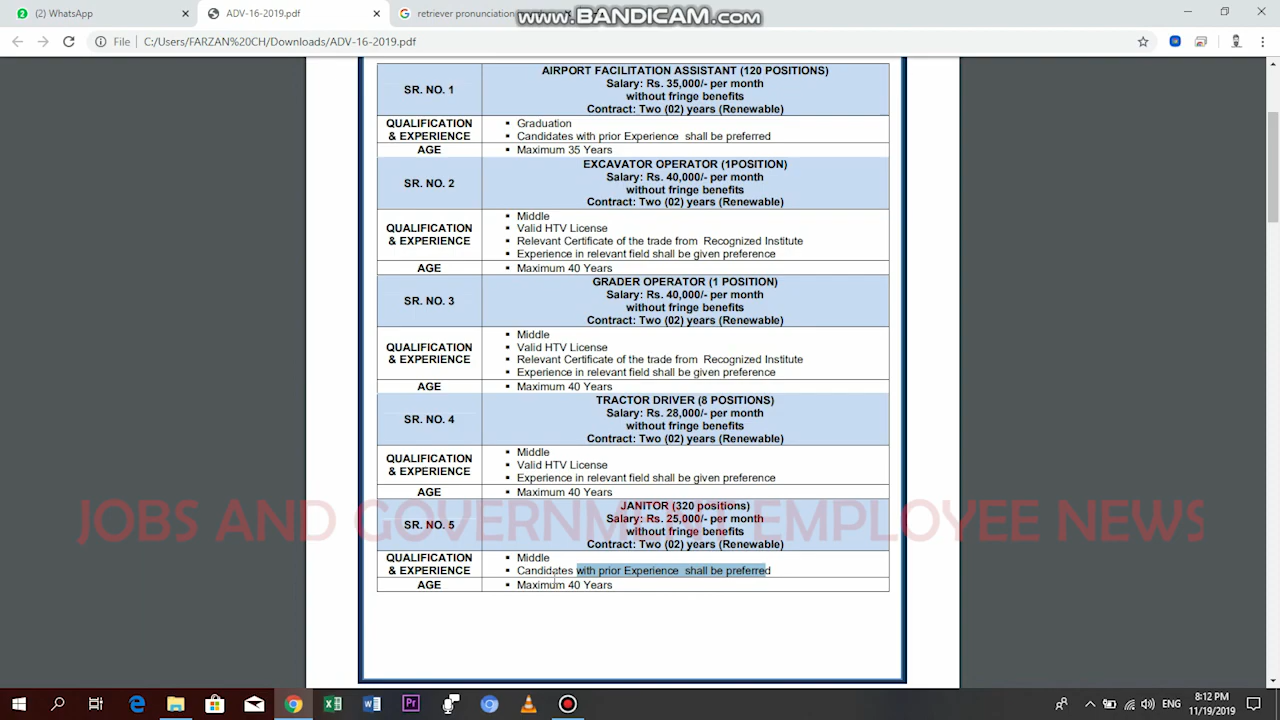 (2) WhatsApp
ADV-16-2019.pdf
retriever pronunciation
WWW.BANDICAM.COM
File
C:/Users/FARZAN%20CH/Downloads/ADV-16-2019.pdf
SR. NO. 1
AIRPORT FACILITATION ASSISTANT (120 POSITIONS)
Salary: Rs. 35,000/- per month
without fringe benefits
Contract: Two (02) years (Renewable)
QUALIFICATION
& EXPERIENCE
▪ Graduation
▪ Candidates with prior Experience shall be preferred
AGE
▪ Maximum 35 Years
SR. NO. 2
EXCAVATOR OPERATOR (1POSITION)
Salary: Rs. 40,000/- per month
without fringe benefits
Contract: Two (02) years (Renewable)
QUALIFICATION
& EXPERIENCE
▪ Middle
▪ Valid HTV License
▪ Relevant Certificate of the trade from Recognized Institute
▪ Experience in relevant field shall be given preference
AGE
▪ Maximum 40 Years
SR. NO. 3
GRADER OPERATOR (1 POSITION)
Salary: Rs. 40,000/- per month
without fringe benefits
Contract: Two (02) years (Renewable)
QUALIFICATION
& EXPERIENCE
▪ Middle
▪ Valid HTV License
▪ Relevant Certificate of the trade from Recognized Institute
▪ Experience in relevant field shall be given preference
AGE
▪ Maximum 40 Years
SR. NO. 4
TRACTOR DRIVER (8 POSITIONS)
Salary: Rs. 28,000/- per month
without fringe benefits
Contract: Two (02) years (Renewable)
QUALIFICATION
& EXPERIENCE
▪ Middle
▪ Valid HTV License
▪ Experience in relevant field shall be given preference
AGE
▪ Maximum 40 Years
JOBS AND GOVERNMENT EMPLOYEE NEWS
SR. NO. 5
JANITOR (320 positions)
Salary: Rs. 25,000/- per month
without fringe benefits
Contract: Two (02) years (Renewable)
QUALIFICATION
& EXPERIENCE
▪ Middle
▪ Candidates with prior Experience shall be preferred
AGE
▪ Maximum 40 Years
ENG
8:12 PM
11/19/2019